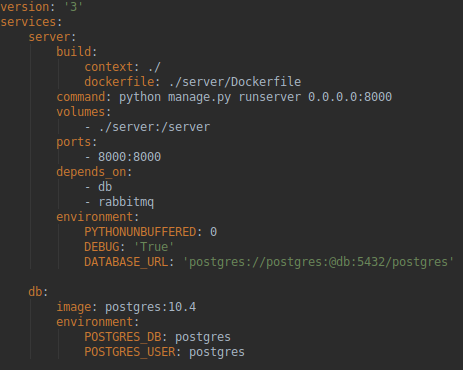 version: '3'
services:
    server:
        build:
            context: ./
            dockerfile: ./server/Dockerfile
        command: python manage.py runserver 0.0.0.0:8000
        volumes:
            - ./server:/server
        ports:
            - 8000:8000
        depends_on:
            - db
            - rabbitmq
        environment:
            PYTHONUNBUFFERED: 0
            DEBUG: 'True'
            DATABASE_URL: 'postgres://postgres:@db:5432/postgres'

    db:
        image: postgres:10.4
        environment:
            POSTGRES_DB: postgres
            POSTGRES_USER: postgres